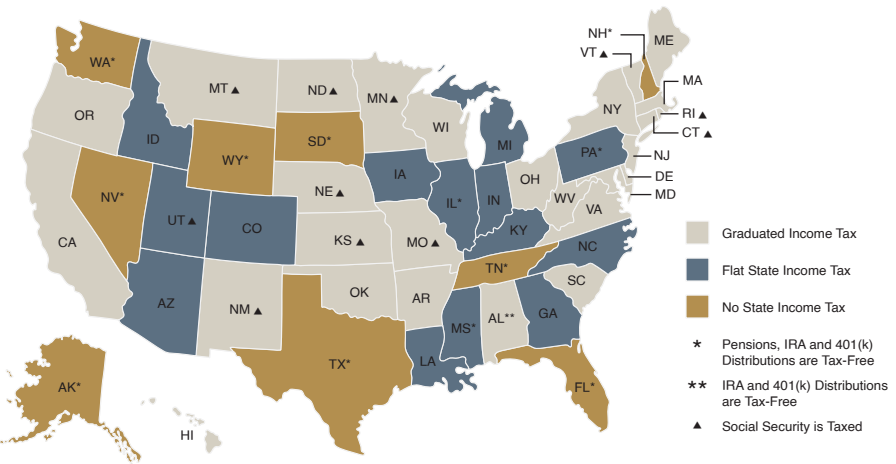 NH*
ME
VT▲
WA*
MT▲
ND▲
MN▲
MA
OR
NY
RI▲
WI
CT▲
ID
SD*
MI
PA*
NJ
WY*
IA
OH
DE
NV*
NE▲
IL*
IN
WV
MD
UT▲
CO
VA
CA
KS▲
MO▲
KY
NC
Graduated Income Tax
TN*
Flat State Income Tax
AZ
NM▲
OK
AR
SC
No State Income Tax
MS*
AL**
GA
* Pensions, IRA and 401(k)
Distributions are Tax-Free
TX*
LA
AK*
FL*
** IRA and 401(k) Distributions
are Tax-Free
▲ Social Security is Taxed
HI